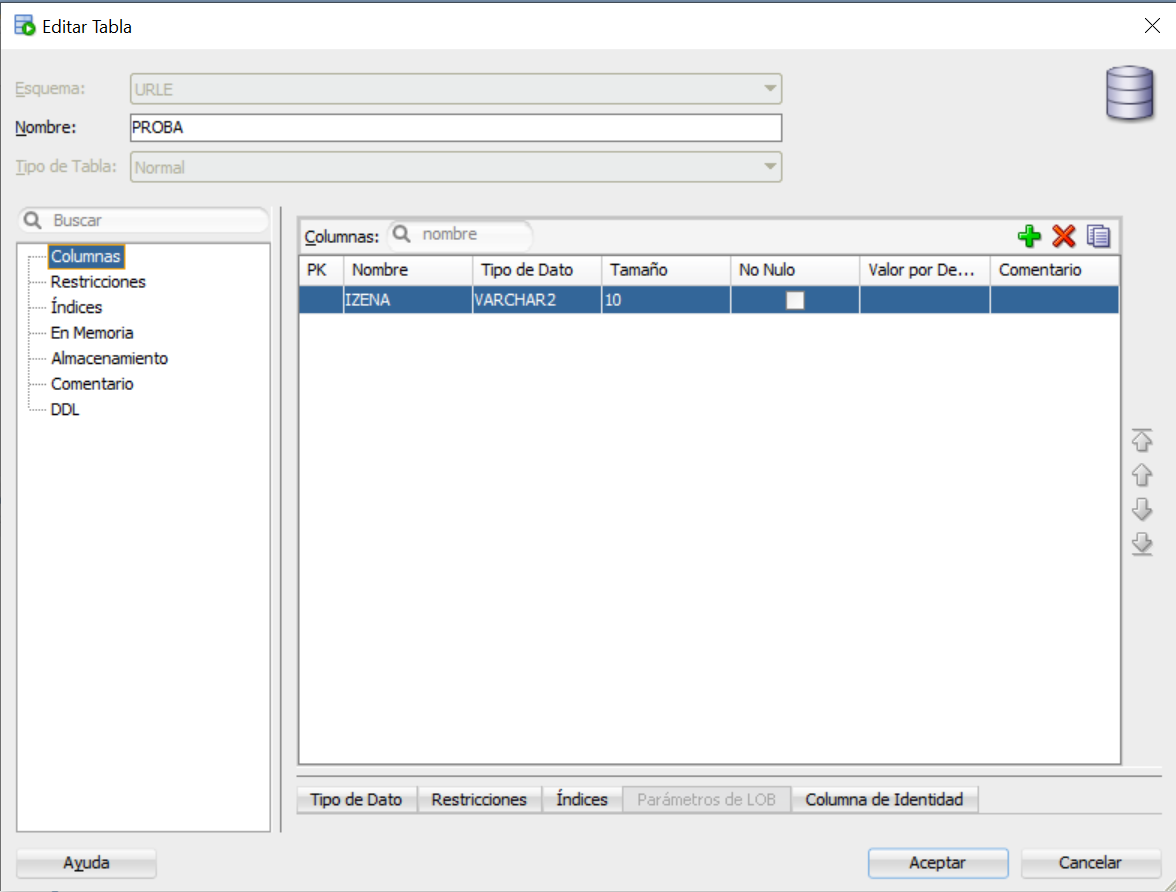 Editar Tabla
Esquema: URLE
Nombre: PROBA
Tipo de Tabla: Normal
Buscar
Columnas
Restricciones
Índices
En Memoria
Almacenamiento
Comentario
DDL
Columnas: nombre
PK Nombre Tipo de Dato Tamaño No Nulo Valor por De... Comentario
IZENA VARCHAR2 10
Tipo de Dato Restricciones Índices Parámetros de LOB Columna de Identidad
Ayuda Aceptar Cancelar